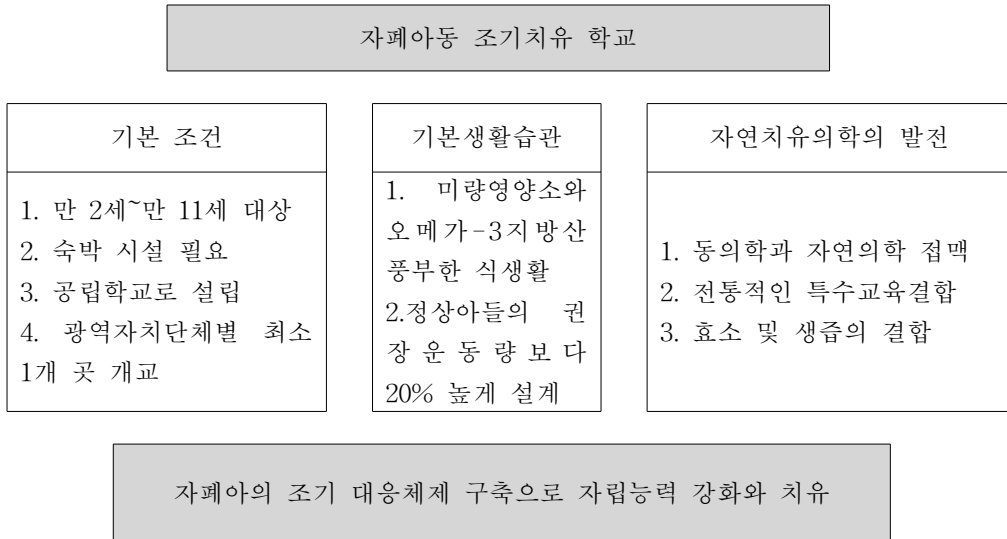 자폐아동 조기치유 학교
기본 조건
1. 만 2세~만 11세 대상
2. 숙박 시설 필요
3. 공립학교로 설립
4. 광역자치단체별 최소
1개 곳 개교
기본생활습관
1. 미량영양소와
오메가-3지방산
풍부한 식생활
2.정상아들의 권
장운동량보다
20% 높게 설계
자연치유의학의 발전
1. 동의학과 자연의학 접맥
2. 전통적인 특수교육결합
3. 효소 및 생즙의 결합
자폐아의 조기 대응체제 구축으로 자립능력 강화와 치유